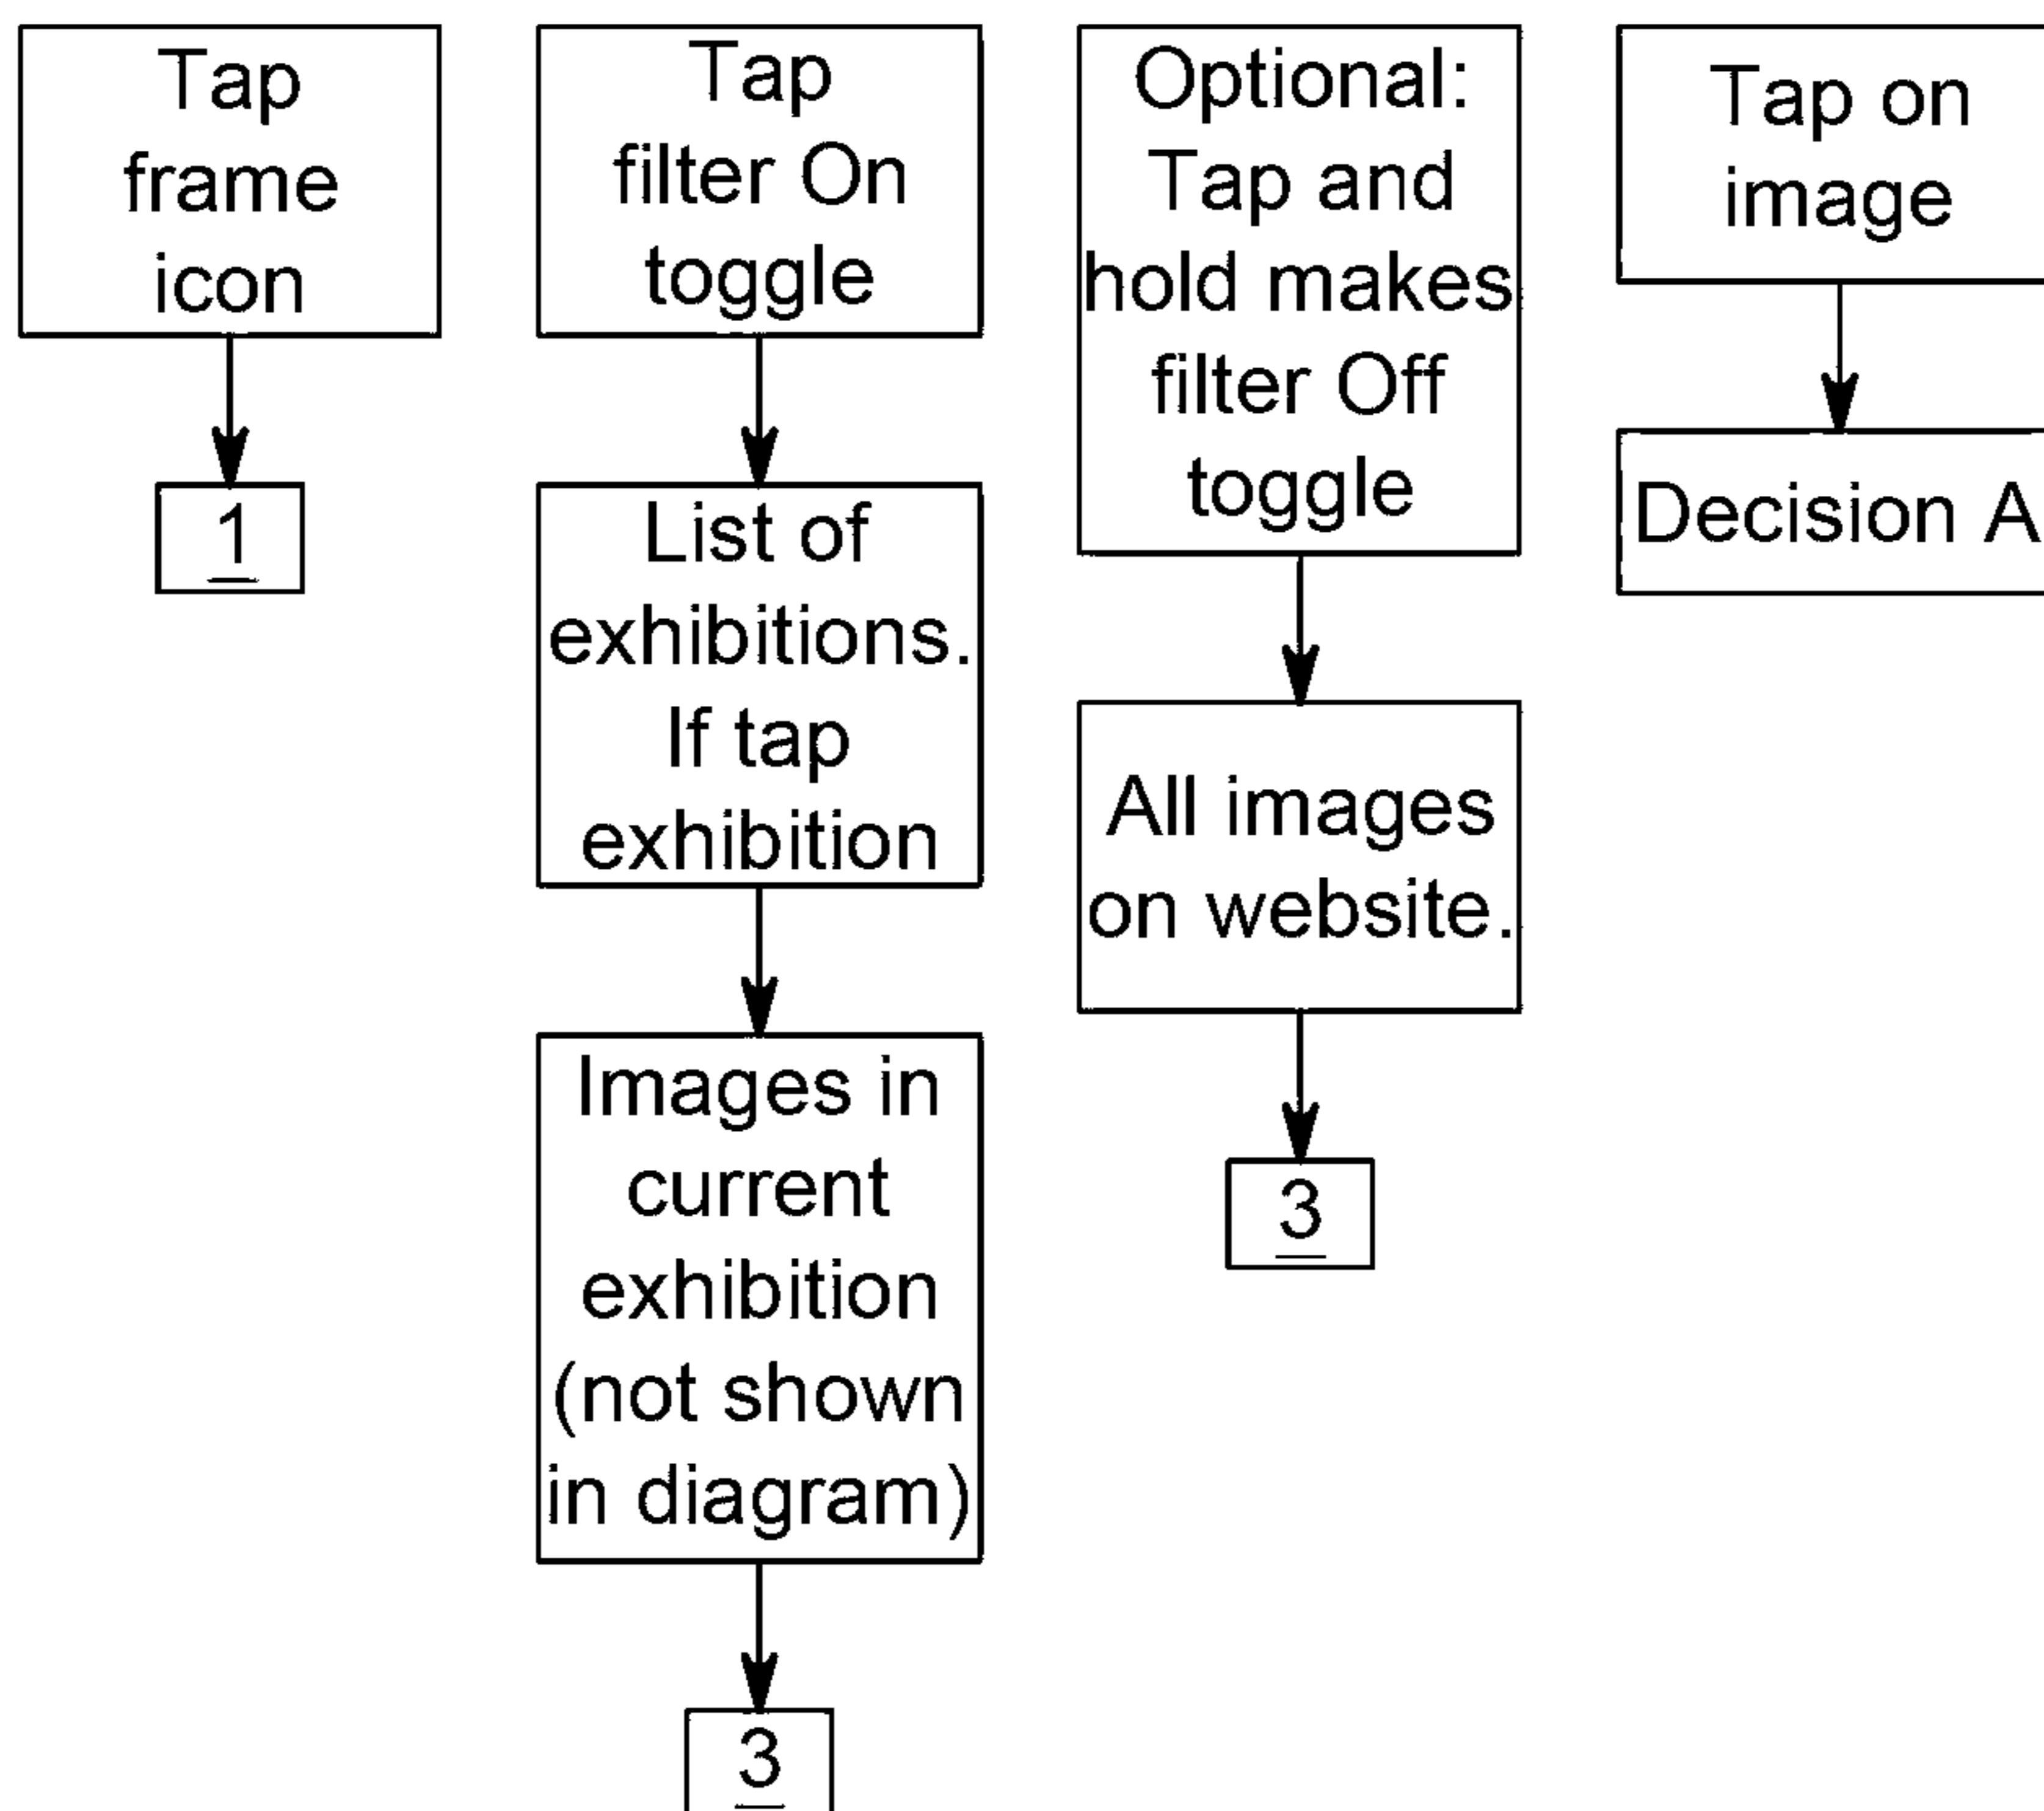 Tap
frame
icon
1
Tap
filter On
toggle
List of
exhibitions.
If tap
exhibition
Images in
current
exhibition
(not shown
in diagram)
3
Optional:
Tap and
hold makes
filter Off
toggle
All images
on website.
3
Tap on
image
Decision A